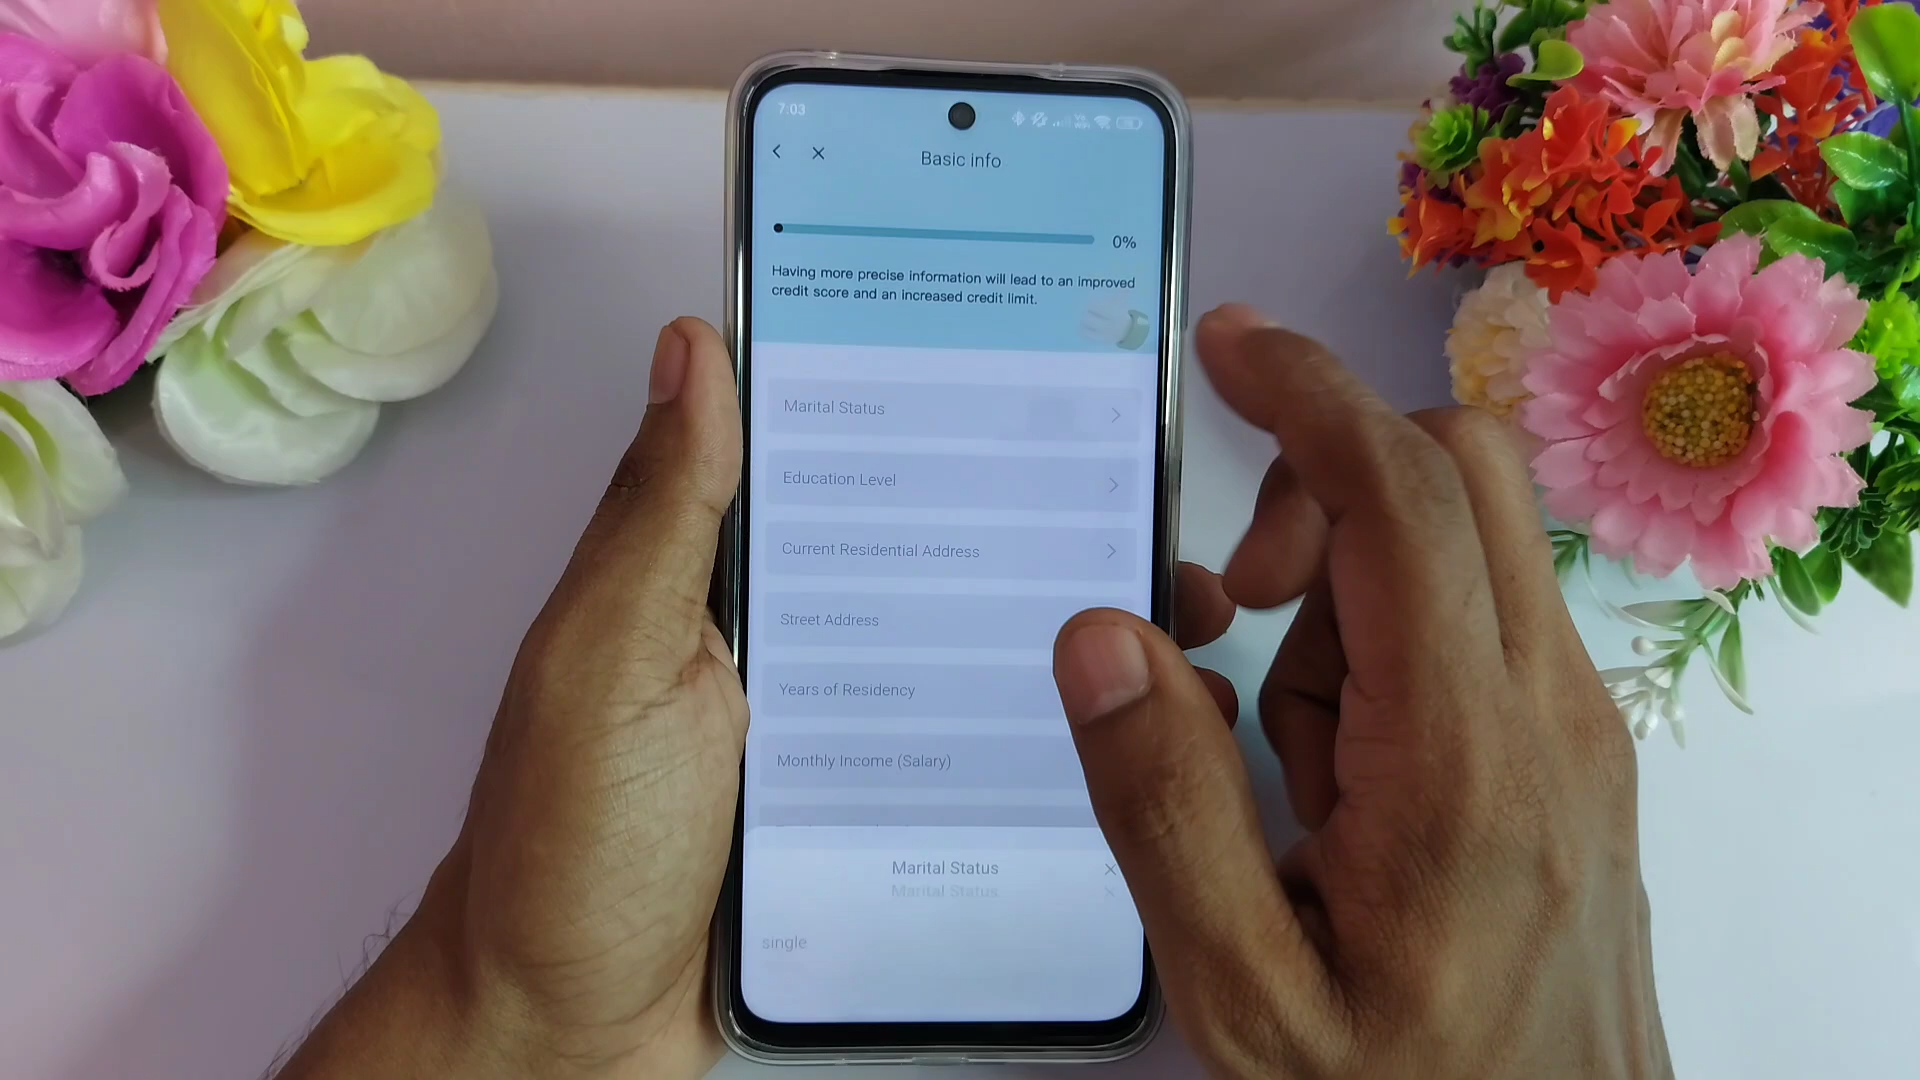 7:03
Basic info
0%
Having more precise information will lead to an improved
credit score and an increased credit limit.
Marital Status
Education Level
Current Residential Address
Street Address
Years of Residency
Monthly Income (Salary)
Marital Status
Marital Status
single